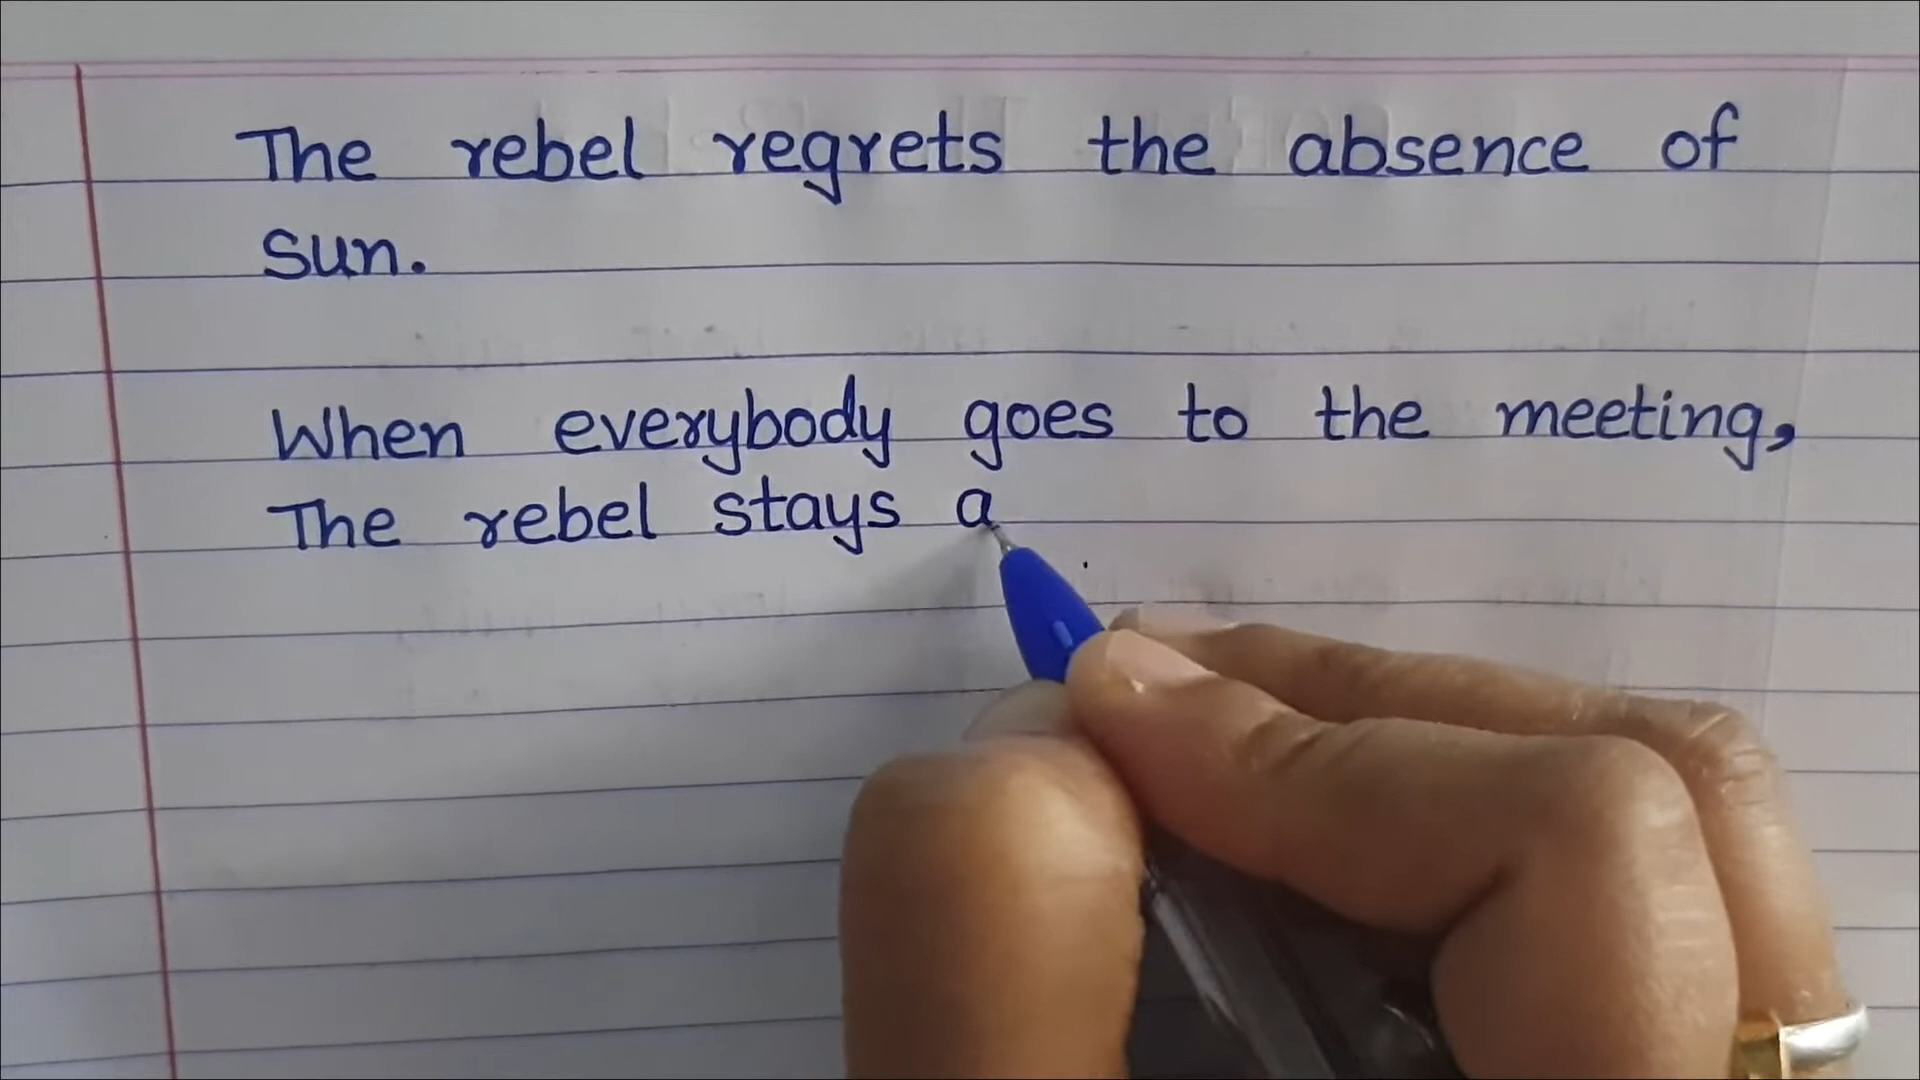 The rebel regrets the absence of
sun.
When everybody goes to the meeting,
The rebel stays a